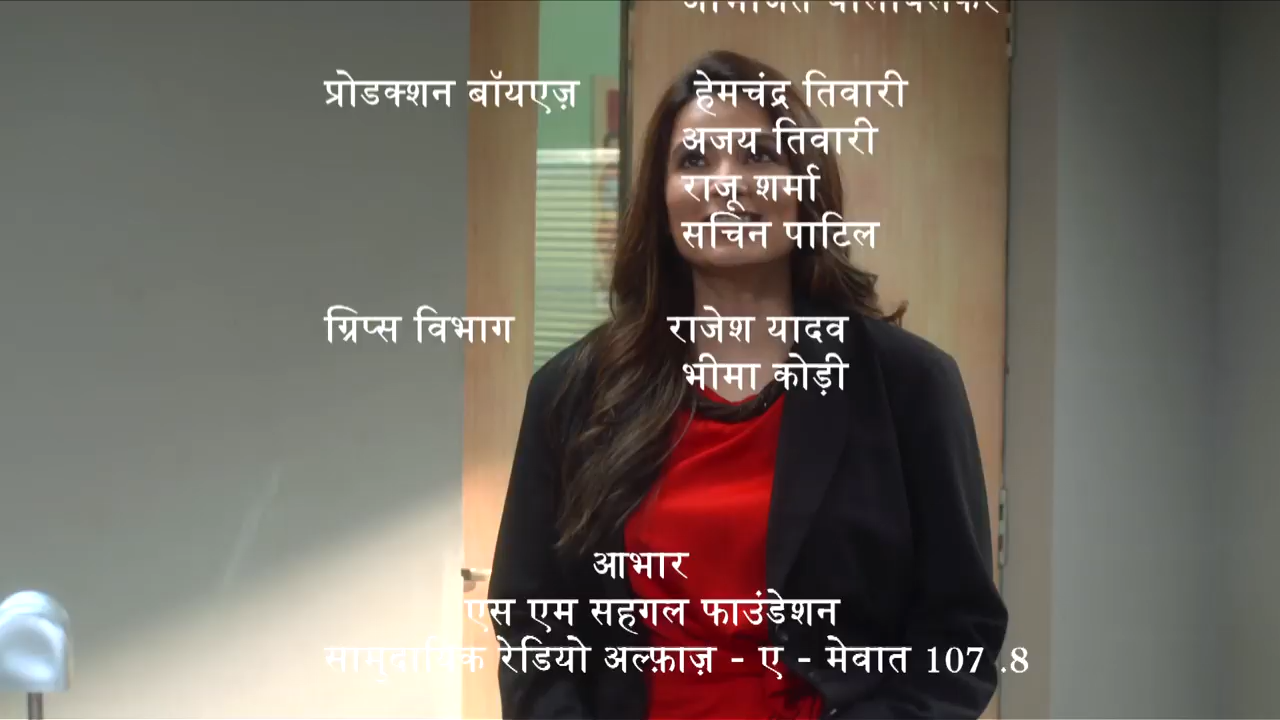 प्रोडक्शन बॉयएज़ हेमचंद्र तिवारी
अजय तिवारी
राजू शर्मा
सचिन पाटिल
ग्रिप्स विभाग राजेश यादव
भीमा कोड़ी
आभार
एस एम सहगल फाउंडेशन
सामुदायिक रेडियो अल्फ़ाज़ - ए - मेवात 107 .8